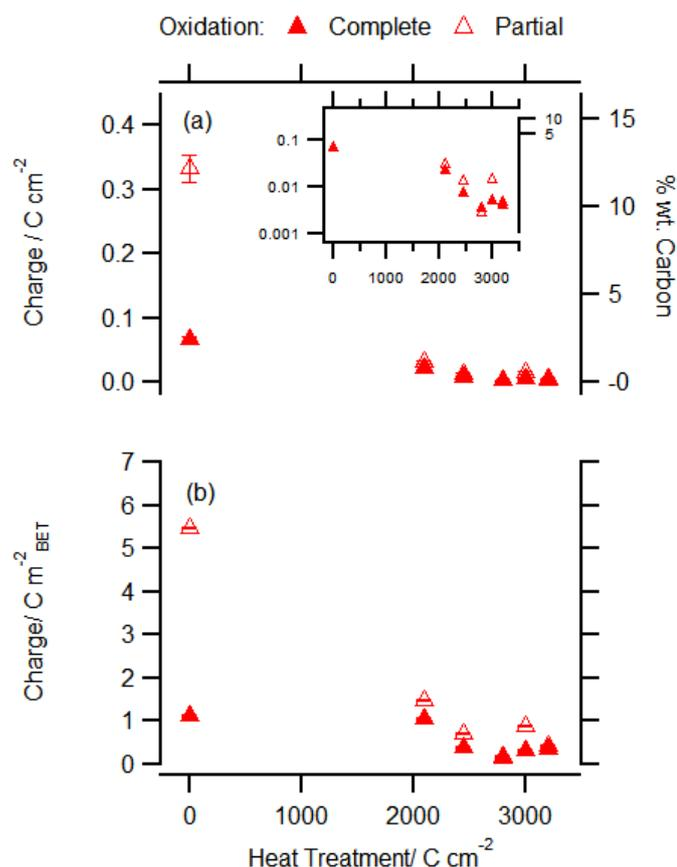 Oxidation: Complete Partial
(a)
0.4
0.3
0.2
0.1
0.0
Charge / C cm-2
15
10
5
-0
% wt. Carbon
0.1
0.01
0.001
10
5
0 1000 2000 3000
(b)
7
6
5
4
3
2
1
0
Charge/ C m-2 BET
0 1000 2000 3000
Heat Treatment/ C cm-2